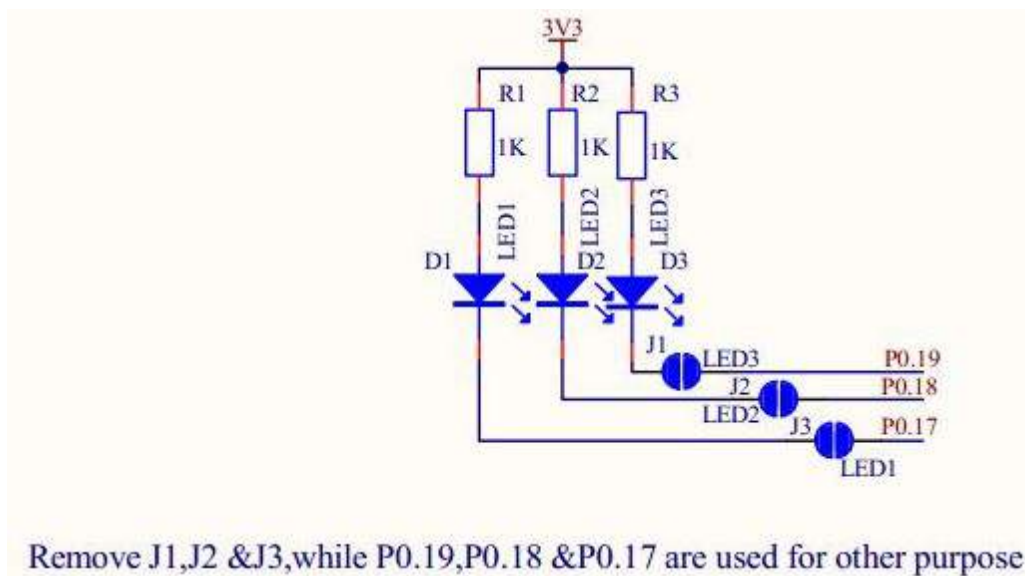 3V3
R1
R2
R3
1K
1K
1K
LED1
LED2
LED3
D1
D2
D3
J1
LED3
P0.19
J2
P0.18
LED2
J3
P0.17
LED1
Remove J1,J2 &J3,while P0.19,P0.18 &P0.17 are used for other purpose